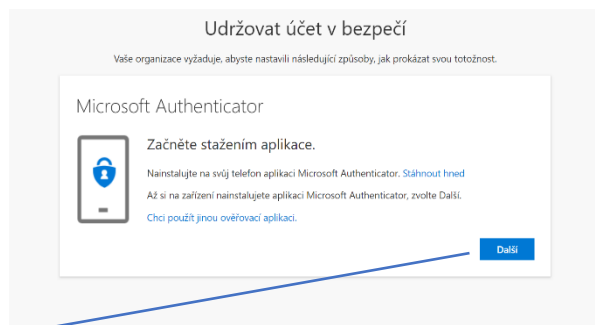 Udržovat účet v bezpečí
Vaše organizace vyžaduje, abyste nastavili následující způsoby, jak prokázat svou totožnost.
Microsoft Authenticator
Začněte stažením aplikace.
Nainstalujte na svůj telefon aplikaci Microsoft Authenticator. Stáhnout hned
Až si na zařízení nainstalujete aplikaci Microsoft Authenticator, zvolte Další.
Chci použít jinou ověřovací aplikaci.
Další